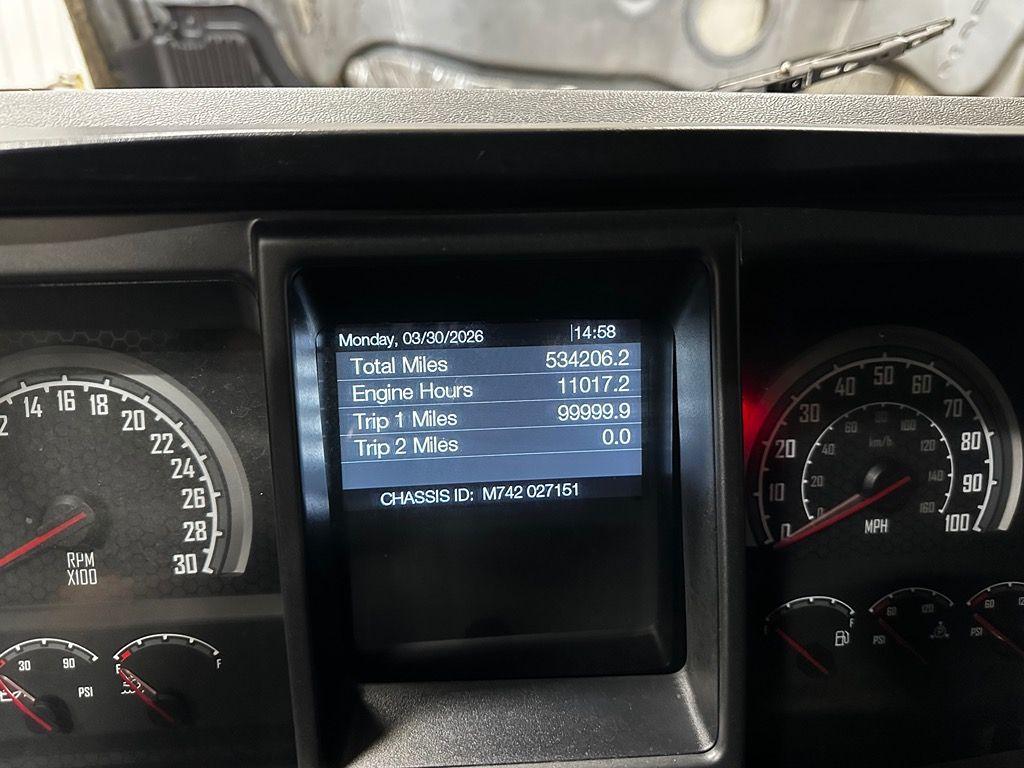 Monday, 03/30/2026 14:58
Total Miles 534206.2
Engine Hours 11017.2
Trip 1 Miles 99999.9
Trip 2 Miles 0.0
CHASSIS ID: M742 027151
14 16 18 20 22 24 26 28 30
RPM
X100
0 10 20 30 40 50 60 70 80 90 100
20 40 60 80 100 120 140 160
km/h
MPH
30 90
PSI
E F
F
60 120
PSI
60
PSI